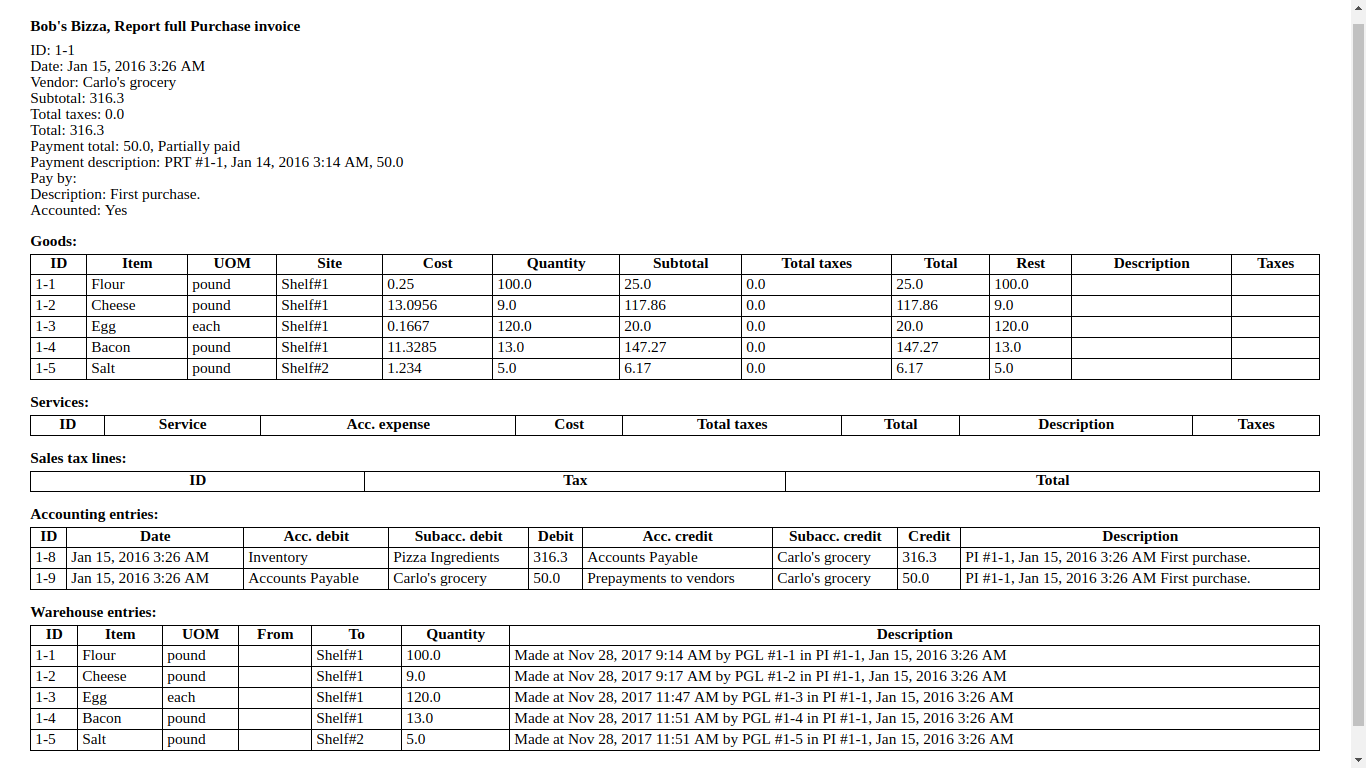 Bob's Bizza, Report full Purchase invoice
ID: 1-1
Date: Jan 15, 2016 3:26 AM
Vendor: Carlo's grocery
Subtotal: 316.3
Total taxes: 0.0
Total: 316.3
Payment total: 50.0, Partially paid
Payment description: PRT #1-1, Jan 14, 2016 3:14 AM, 50.0
Pay by:
Description: First purchase.
Accounted: Yes
Goods:
ID Item UOM Site Cost Quantity Subtotal Total taxes Total Rest Description Taxes
1-1 Flour pound Shelf#1 0.25 100.0 25.0 0.0 25.0 100.0
1-2 Cheese pound Shelf#1 13.0956 9.0 117.86 0.0 117.86 9.0
1-3 Egg each Shelf#1 0.1667 120.0 20.0 0.0 20.0 120.0
1-4 Bacon pound Shelf#1 11.3285 13.0 147.27 0.0 147.27 13.0
1-5 Salt pound Shelf#2 1.234 5.0 6.17 0.0 6.17 5.0
Services:
ID Service Acc. expense Cost Total taxes Total Description Taxes
Sales tax lines:
ID Tax Total
Accounting entries:
ID Date Acc. debit Subacc. debit Debit Acc. credit Subacc. credit Credit Description
1-8 Jan 15, 2016 3:26 AM Inventory Pizza Ingredients 316.3 Accounts Payable Carlo's grocery 316.3 PI #1-1, Jan 15, 2016 3:26 AM First purchase.
1-9 Jan 15, 2016 3:26 AM Accounts Payable Carlo's grocery 50.0 Prepayments to vendors Carlo's grocery 50.0 PI #1-1, Jan 15, 2016 3:26 AM First purchase.
Warehouse entries:
ID Item UOM From To Quantity Description
1-1 Flour pound Shelf#1 100.0 Made at Nov 28, 2017 9:14 AM by PGL #1-1 in PI #1-1, Jan 15, 2016 3:26 AM
1-2 Cheese pound Shelf#1 9.0 Made at Nov 28, 2017 9:17 AM by PGL #1-2 in PI #1-1, Jan 15, 2016 3:26 AM
1-3 Egg each Shelf#1 120.0 Made at Nov 28, 2017 11:47 AM by PGL #1-3 in PI #1-1, Jan 15, 2016 3:26 AM
1-4 Bacon pound Shelf#1 13.0 Made at Nov 28, 2017 11:51 AM by PGL #1-4 in PI #1-1, Jan 15, 2016 3:26 AM
1-5 Salt pound Shelf#2 5.0 Made at Nov 28, 2017 11:51 AM by PGL #1-5 in PI #1-1, Jan 15, 2016 3:26 AM